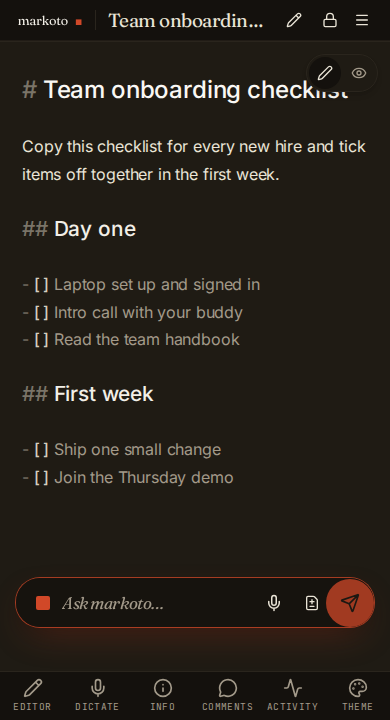 markoto
Team onboardin...
# Team onboarding checklist
Copy this checklist for every new hire and tick
items off together in the first week.
## Day one
- [ ] Laptop set up and signed in
- [ ] Intro call with your buddy
- [ ] Read the team handbook
## First week
- [ ] Ship one small change
- [ ] Join the Thursday demo
Ask markoto...
EDITOR DICTATE INFO COMMENTS ACTIVITY THEME